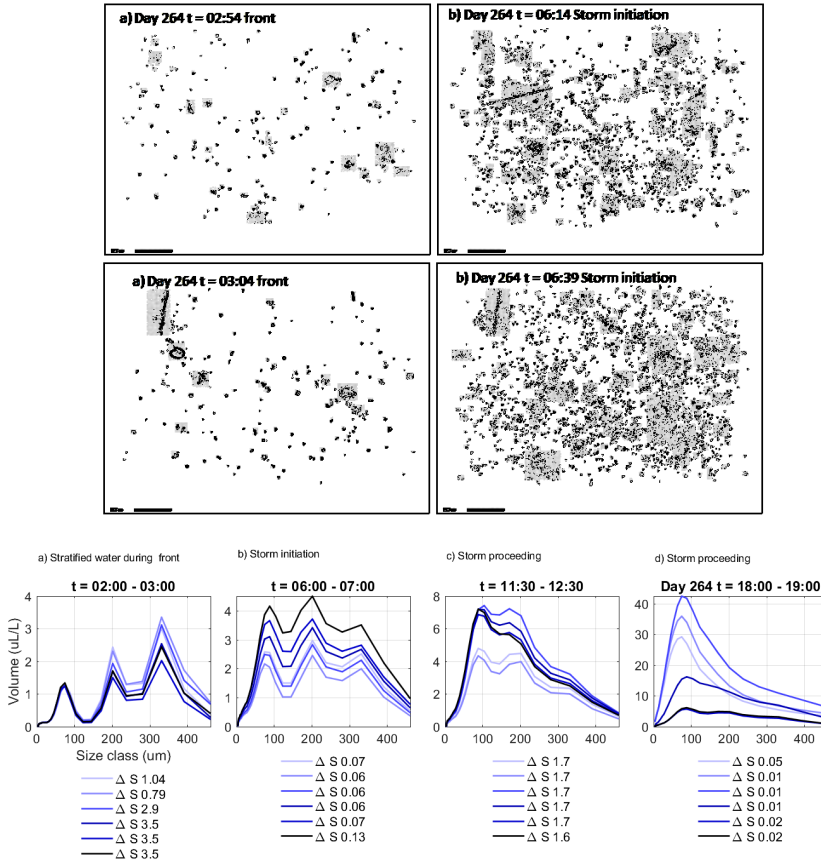 a) Day 264 t = 02:54 front
b) Day 264 t = 06:14 Storm initiation
a) Day 264 t = 03:04 front
b) Day 264 t = 06:39 Storm initiation
a) Stratified water during front
b) Storm initiation
c) Storm proceeding
d) Storm proceeding
t = 02:00 - 03:00
t = 06:00 - 07:00
t = 11:30 - 12:30
Day 264 t = 18:00 - 19:00
Volume (uL/L)
4
3
2
1
0
0 100 200 300 400
Size class (um)
4
3
2
1
0
0 100 200 300 400
8
6
4
2
0
0 100 200 300 400
40
30
20
10
0
0 100 200 300 400
Δ S 1.04
Δ S 0.79
Δ S 2.9
Δ S 3.5
Δ S 3.5
Δ S 3.5
Δ S 0.07
Δ S 0.06
Δ S 0.06
Δ S 0.06
Δ S 0.07
Δ S 0.13
Δ S 1.7
Δ S 1.7
Δ S 1.7
Δ S 1.7
Δ S 1.7
Δ S 1.6
Δ S 0.05
Δ S 0.01
Δ S 0.01
Δ S 0.01
Δ S 0.02
Δ S 0.02